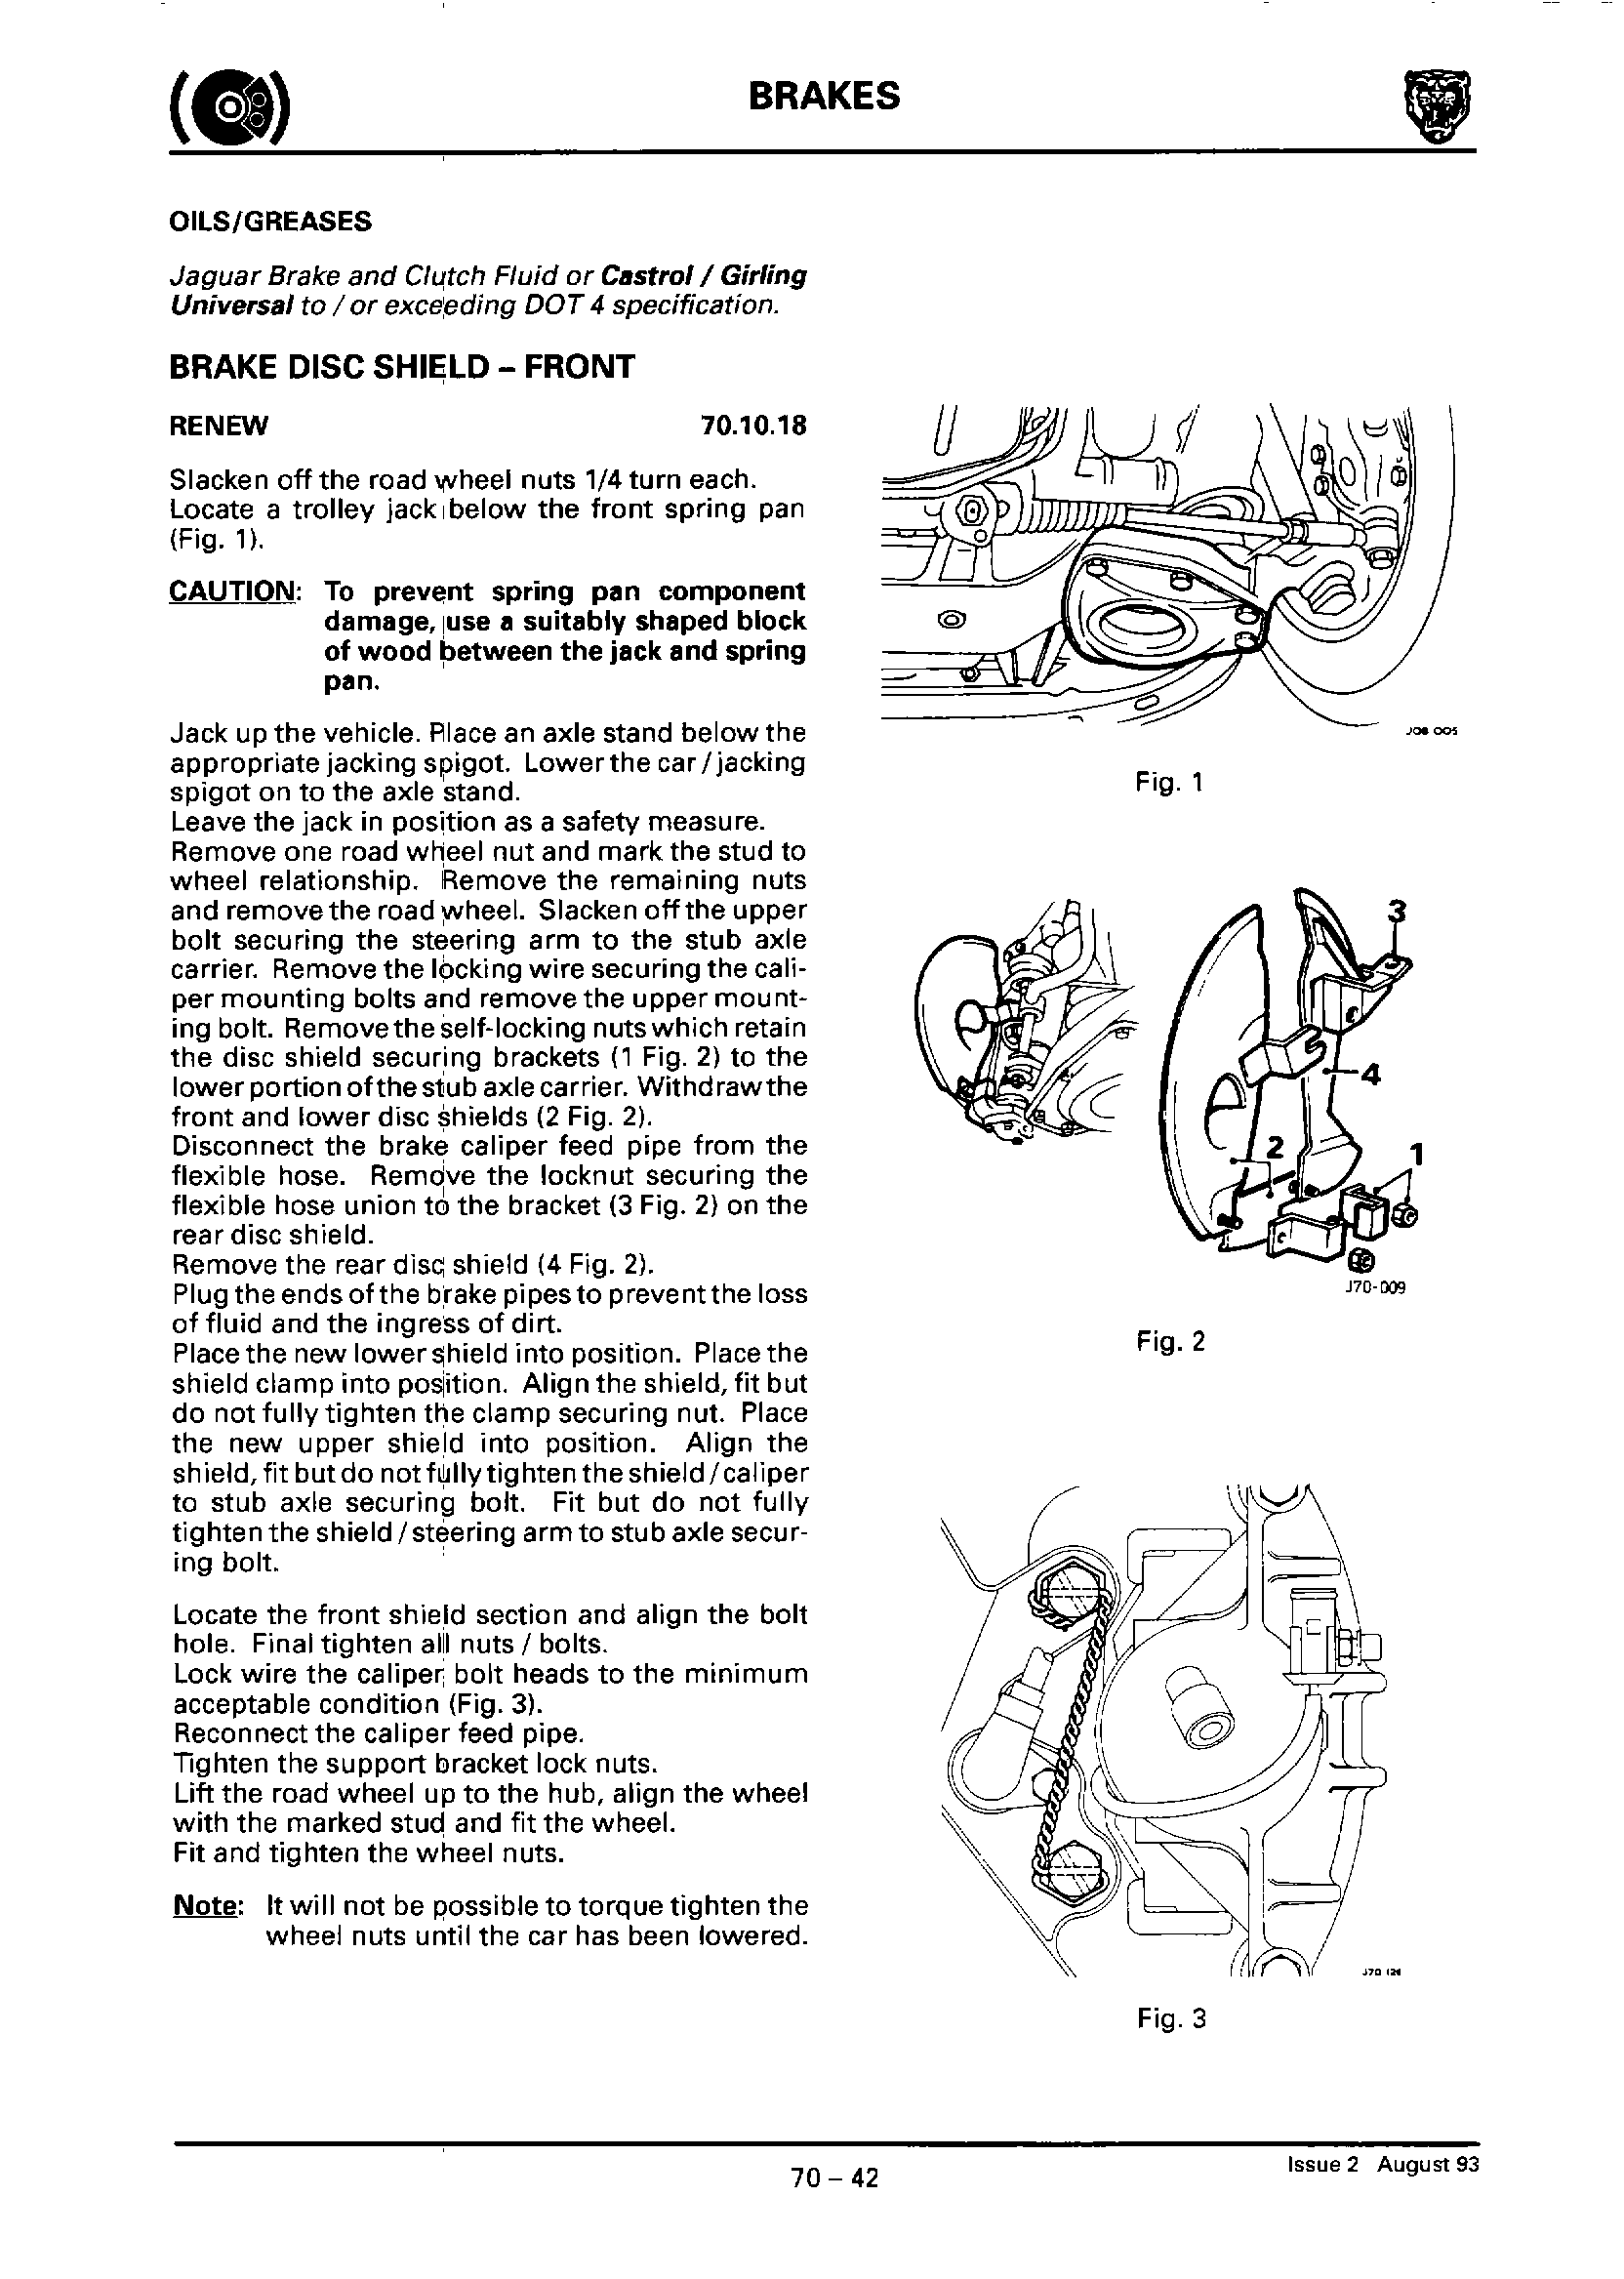 BRAKES
OILS/GREASES
Jaguar Brake and Clutch Fluid or Castrol / Girling
Universal to / or exceeding DOT 4 specification.
BRAKE DISC SHIELD – FRONT
RENEW 70.10.18
Slacken off the road wheel nuts 1/4 turn each.
Locate a trolley jack below the front spring pan
(Fig. 1).
CAUTION: To prevent spring pan component
damage, use a suitably shaped block
of wood between the jack and spring
pan.
Jack up the vehicle. Place an axle stand below the
appropriate jacking spigot. Lower the car / jacking
spigot on to the axle stand.
Leave the jack in position as a safety measure.
Remove one road wheel nut and mark the stud to
wheel relationship. Remove the remaining nuts
and remove the road wheel. Slacken off the upper
bolt securing the steering arm to the stub axle
carrier. Remove the locking wire securing the cali-
per mounting bolts and remove the upper mount-
ing bolt. Remove the self-locking nuts which retain
the disc shield securing brackets (1 Fig. 2) to the
lower portion of the stub axle carrier. Withdraw the
front and lower disc shields (2 Fig. 2).
Disconnect the brake caliper feed pipe from the
flexible hose. Remove the locknut securing the
flexible hose union to the bracket (3 Fig. 2) on the
rear disc shield.
Remove the rear disc shield (4 Fig. 2).
Plug the ends of the brake pipes to prevent the loss
of fluid and the ingress of dirt.
Place the new lower shield into position. Place the
shield clamp into position. Align the shield, fit but
do not fully tighten the clamp securing nut. Place
the new upper shield into position. Align the
shield, fit but do not fully tighten the shield / caliper
to stub axle securing bolt. Fit but do not fully
tighten the shield / steering arm to stub axle secur-
ing bolt.
Locate the front shield section and align the bolt
hole. Final tighten all nuts / bolts.
Lock wire the caliper bolt heads to the minimum
acceptable condition (Fig. 3).
Reconnect the caliper feed pipe.
Tighten the support bracket lock nuts.
Lift the road wheel up to the hub, align the wheel
with the marked stud and fit the wheel.
Fit and tighten the wheel nuts.
Note: It will not be possible to torque tighten the
wheel nuts until the car has been lowered.
J08 005
Fig. 1
3
4
2
1
J70-009
Fig. 2
Fig. 3
70 – 42
Issue 2 August 93